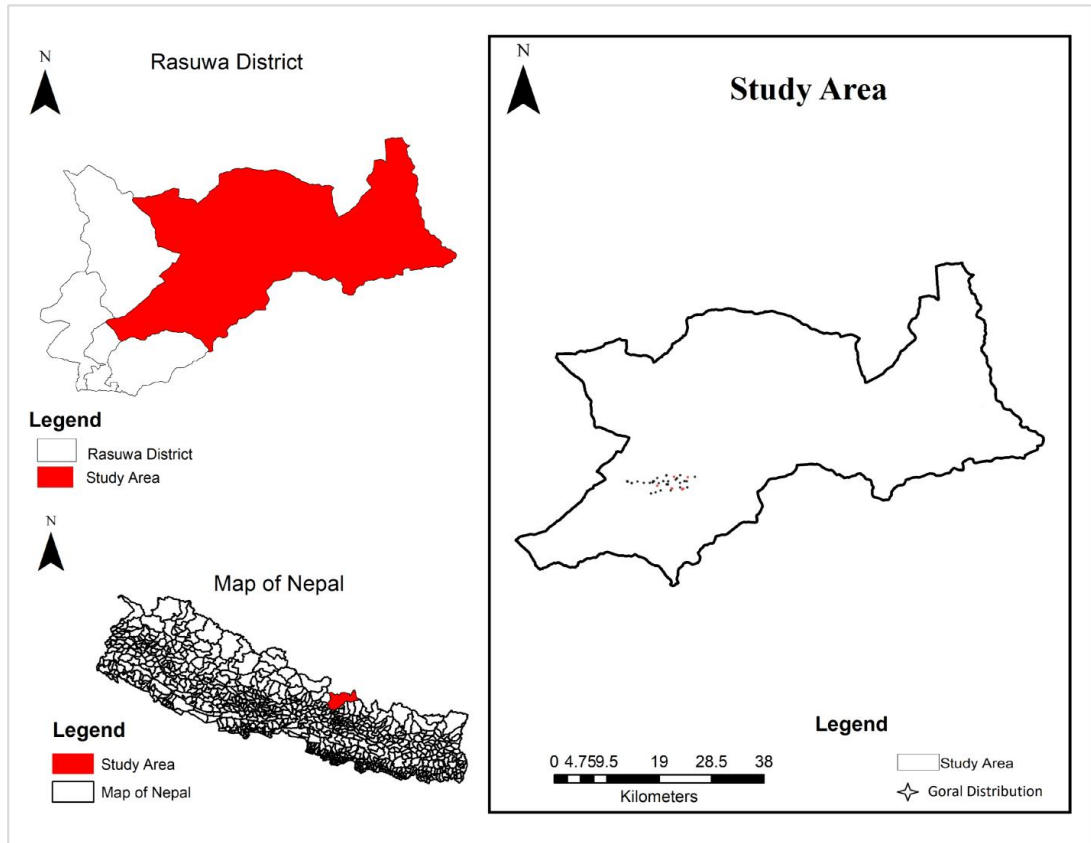 N
Rasuwa District
Legend
Rasuwa District
Study Area
N
Map of Nepal
Legend
Study Area
Map of Nepal
N
Study Area
0 4.759.5 19 28.5 38
Kilometers
Legend
Study Area
Goral Distribution